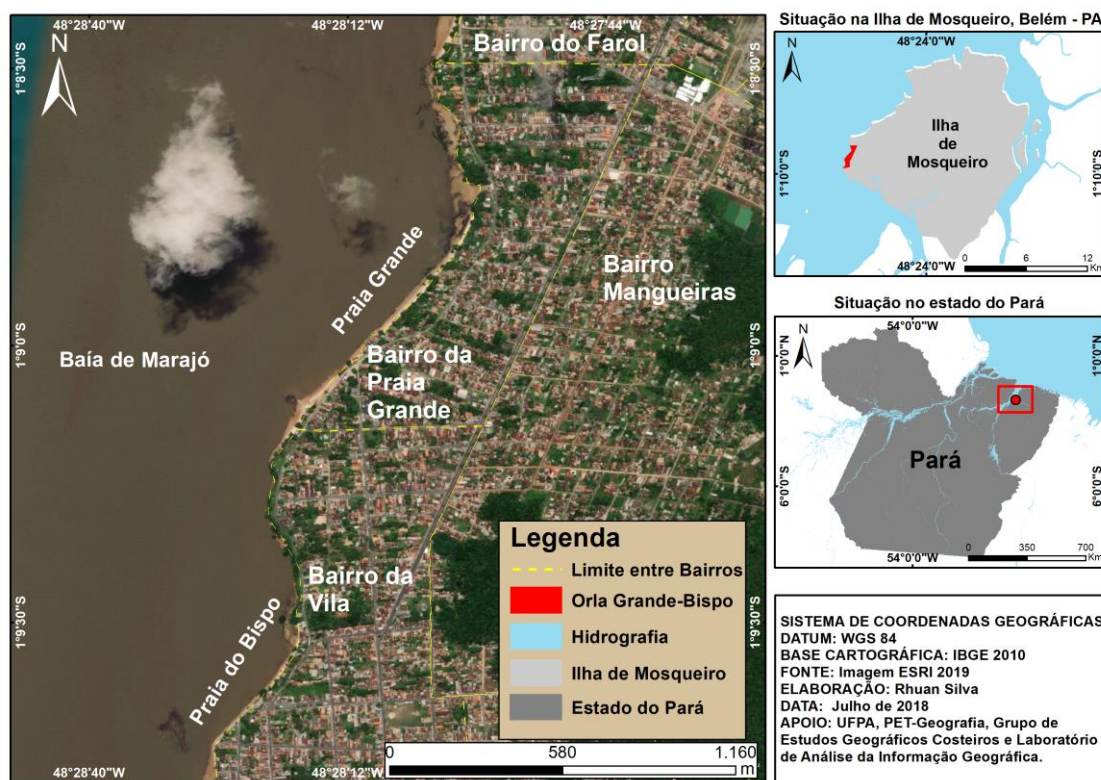 48°28'40"W
48°28'12"W
48°27'44"W
N
Bairro do Farol
1°8'30"S
1°8'30"S
Praia Grande
Bairro
Mangueiras
Baía de Marajó
1°9'0"S
1°9'0"S
Bairro da
Praia
Grande
Bairro da
Vila
Praia do Bispo
1°9'30"S
1°9'30"S
Legenda
Limite entre Bairros
Orla Grande-Bispo
Hidrografia
Ilha de Mosqueiro
Estado do Pará
0 580 1.160
m
48°28'40"W
48°28'12"W
Situação na Ilha de Mosqueiro, Belém - PA
48°24'0"W
N
Ilha
de
Mosqueiro
1°10'0"S
1°10'0"S
48°24'0"W
0 6 12
Km
Situação no estado do Pará
54°0'0"W
N
1°0'0"N
1°0'0"N
Pará
6°0'0"S
6°0'0"S
54°0'0"W
0 350 700
Km
SISTEMA DE COORDENADAS GEOGRÁFICAS
DATUM: WGS 84
BASE CARTOGRÁFICA: IBGE 2010
FONTE: Imagem ESRI 2019
ELABORAÇÃO: Rhuan Silva
DATA: Julho de 2018
APOIO: UFPA, PET-Geografia, Grupo de
Estudos Geográficos Costeiros e Laboratório
de Análise da Informação Geográfica.